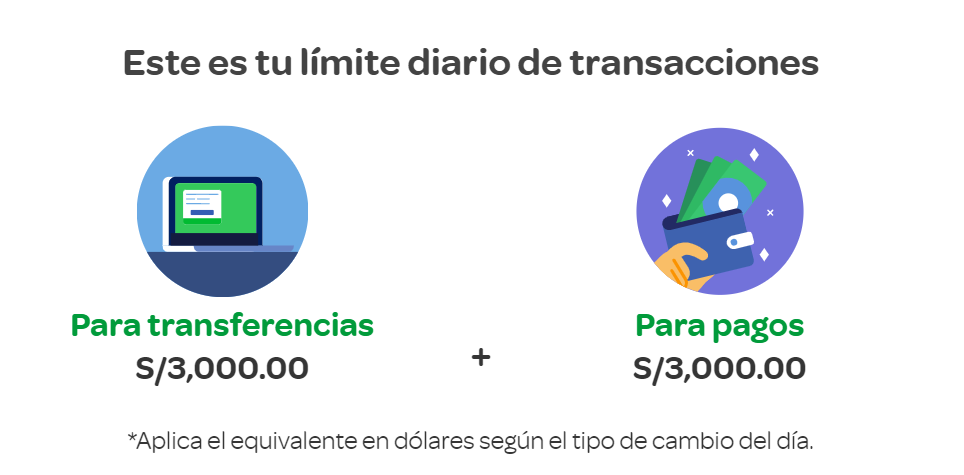 Este es tu límite diario de transacciones
Para transferencias
S/3,000.00
+
Para pagos
S/3,000.00
*Aplica el equivalente en dólares según el tipo de cambio del día.